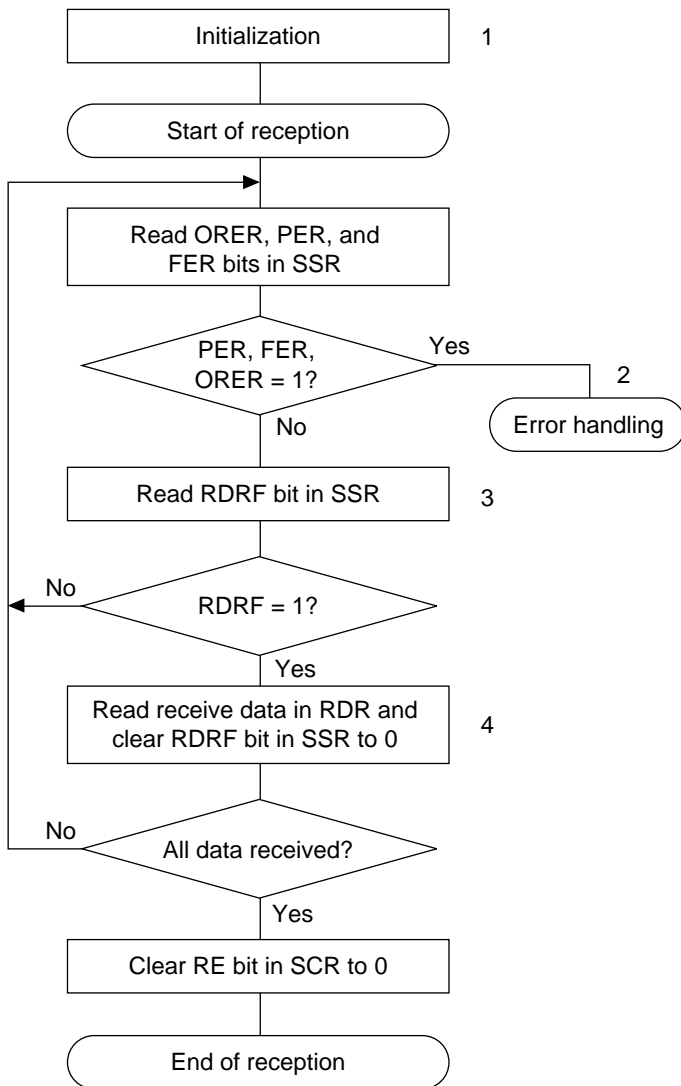 Initialization
1
Start of reception
Read ORER, PER, and
FER bits in SSR
PER, FER,
ORER = 1?
Yes
2
Error handling
No
Read RDRF bit in SSR
3
No
RDRF = 1?
Yes
Read receive data in RDR and
clear RDRF bit in SSR to 0
4
No
All data received?
Yes
Clear RE bit in SCR to 0
End of reception